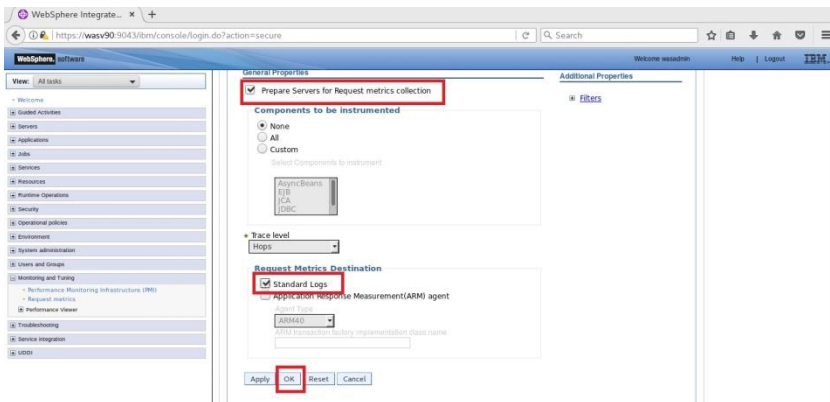 WebSphere Integrate...
https://wasv90:9043/ibm/console/login.do?action=secure
Search
WebSphere. software
Welcome wasadmin
Help | Logout
IBM.
View: All tasks
Welcome
Guided Activities
Servers
Applications
Jobs
Services
Resources
Runtime Operations
Security
Operational policies
Environment
System administration
Users and Groups
Monitoring and Tuning
Performance Monitoring Infrastructure (PMI)
Request metrics
Performance Viewer
Troubleshooting
Service integration
UDDI
General Properties
Prepare Servers for Request metrics collection
Components to be instrumented
None
All
Custom
Select Components to instrument
AsyncBeans
EJB
JCA
JDBC
Trace level
Hops
Request Metrics Destination
Standard Logs
Application Response Measurement(ARM) agent
Agent Type
ARM40
ARM transaction factory implementation class name
Apply OK Reset Cancel
Additional Properties
Filters